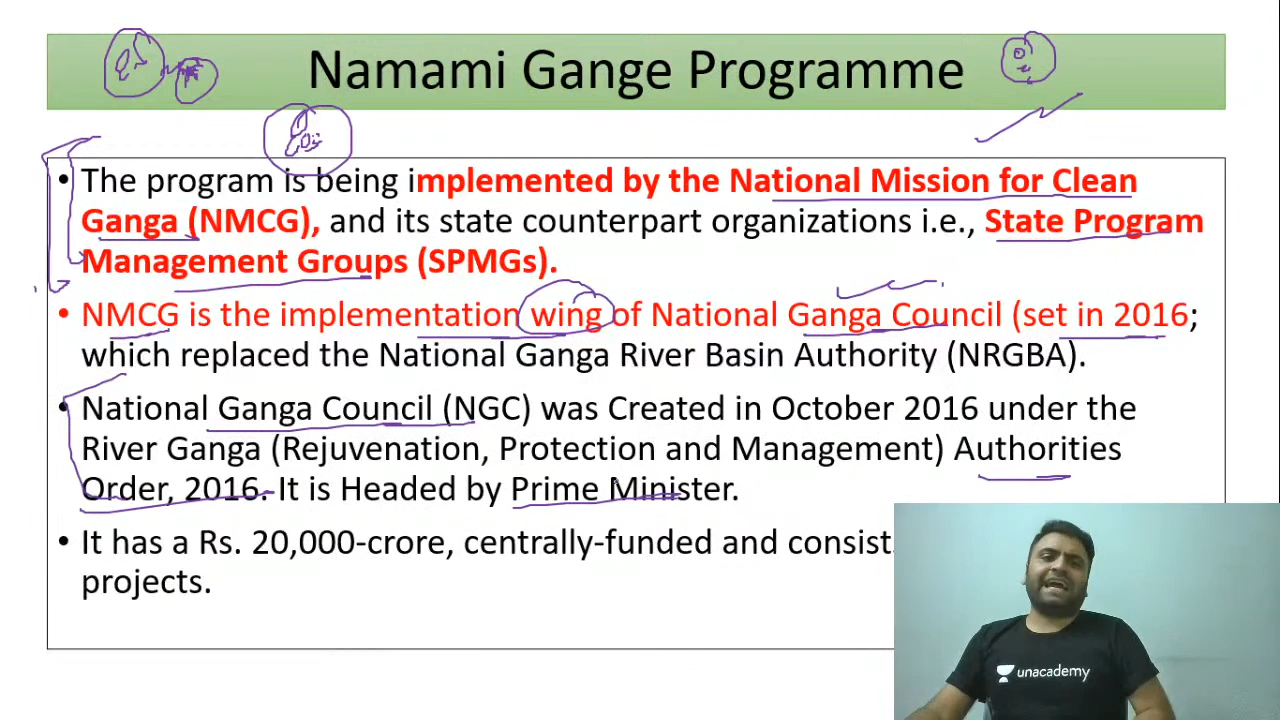 Namami Gange Programme
• The program is being implemented by the National Mission for Clean
Ganga (NMCG), and its state counterpart organizations i.e., State Program
Management Groups (SPMGs).
• NMCG is the implementation wing of National Ganga Council (set in 2016;
which replaced the National Ganga River Basin Authority (NRGBA).
• National Ganga Council (NGC) was Created in October 2016 under the
River Ganga (Rejuvenation, Protection and Management) Authorities
Order, 2016. It is Headed by Prime Minister.
• It has a Rs. 20,000-crore, centrally-funded and consists
projects.
unacademy